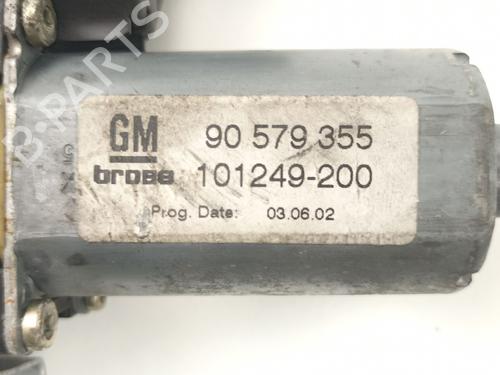 GM 90 579 355
brose 101249-200
Prog. Date: 03.06.02
B-PARTS